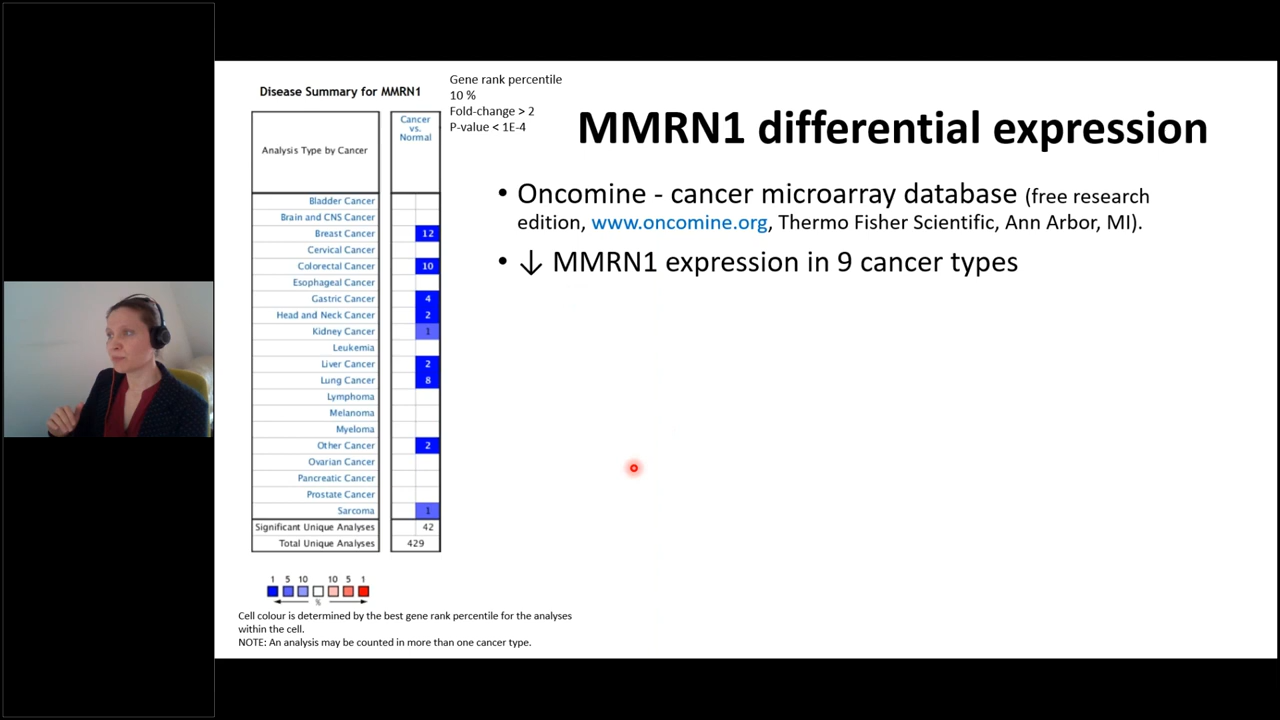 Disease Summary for MMRN1
Gene rank percentile
10 %
Fold-change > 2
P-value < 1E-4
MMRN1 differential expression
Analysis Type by Cancer
Cancer
vs.
Normal
• Oncomine - cancer microarray database (free research
edition, www.oncomine.org, Thermo Fisher Scientific, Ann Arbor, MI).
• ↓ MMRN1 expression in 9 cancer types
Bladder Cancer
Brain and CNS Cancer
Breast Cancer 12
Cervical Cancer
Colorectal Cancer 10
Esophageal Cancer
Gastric Cancer 4
Head and Neck Cancer 2
Kidney Cancer 1
Leukemia
Liver Cancer 2
Lung Cancer 8
Lymphoma
Melanoma
Myeloma
Other Cancer 2
Ovarian Cancer
Pancreatic Cancer
Prostate Cancer
Sarcoma 1
Significant Unique Analyses 42
Total Unique Analyses 429
1 5 10 10 5 1
%
Cell colour is determined by the best gene rank percentile for the analyses
within the cell.
NOTE: An analysis may be counted in more than one cancer type.